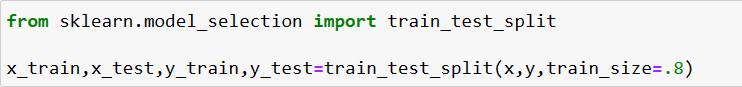 from sklearn.model_selection import train_test_split
x_train,x_test,y_train,y_test=train_test_split(x,y,train_size=.8)